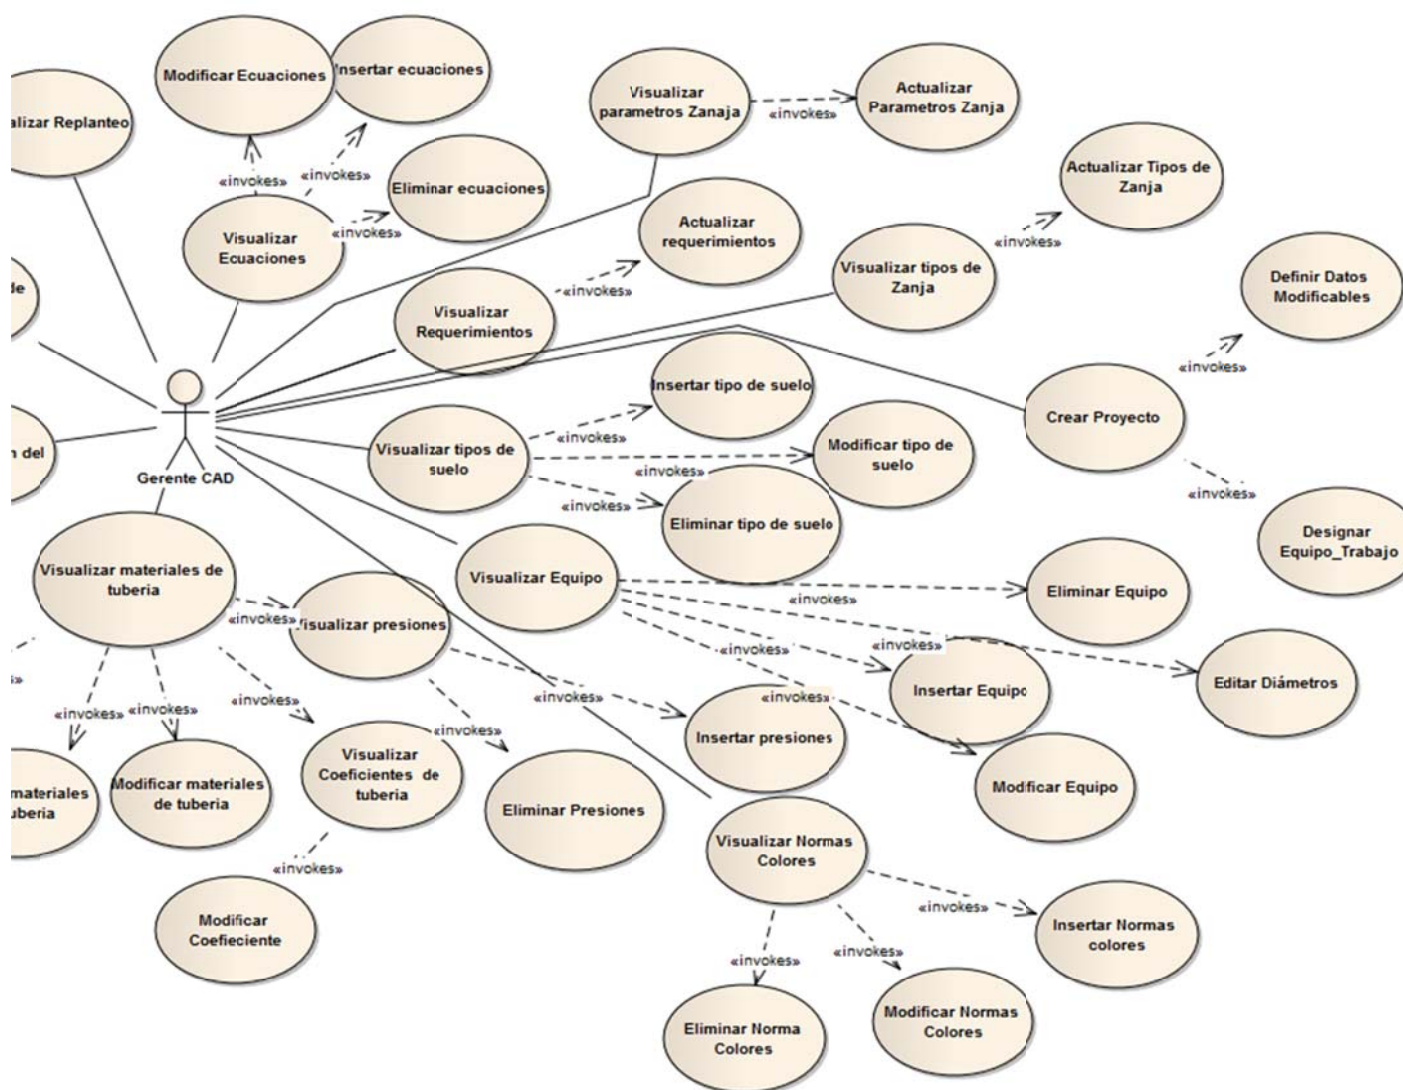 Modificar Ecuaciones
Insertar ecuaciones
Visualizar
parametros Zanaja
«invokes»
Actualizar
Parametros Zanja
alizar Replanteo
«invokes»
«invokes»
Eliminar ecuaciones
«invokes»
Visualizar
Ecuaciones
Actualizar
requerimientos
Actualizar Tipos de
Zanja
«invokes»
Visualizar tipos de
Zanja
Definir Datos
Modificables
de
«invokes»
Visualizar
Requerimientos
«invokes»
Insertar tipo de suelo
Crear Proyecto
n del
Gerente CAD
Visualizar tipos de
suelo
«invokes»
Modificar tipo de
suelo
«invokes»
«invokes»
Eliminar tipo de suelo
«invokes»
Designar
Equipo_Trabajo
Visualizar materiales de
tuberia
Visualizar Equipo
«invokes»
Eliminar Equipo
«invokes»
Visualizar presiones
«invokes»
«invokes»
Insertar Equipo
Editar Diámetros
s»
«invokes»
«invokes»
«invokes»
«invokes»
«invokes»
«invokes»
Insertar presiones
Modificar Equipo
materiales
uberia
Modificar materiales
de tuberia
Visualizar
Coeficientes de
tuberia
Eliminar Presiones
Visualizar Normas
Colores
«invokes»
Modificar
Coefieciente
«invokes»
Insertar Normas
colores
«invokes»
«invokes»
Eliminar Norma
Colores
Modificar Normas
Colores